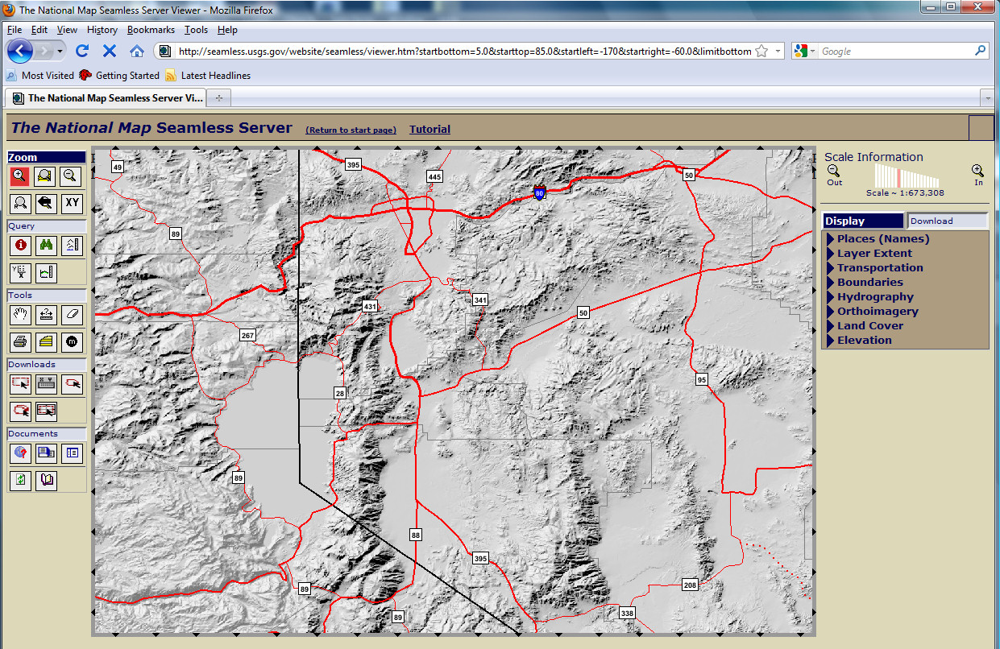 The National Map Seamless Server Viewer - Mozilla Firefox
File Edit View History Bookmarks Tools Help
http://seamless.usgs.gov/website/seamless/viewer.htm?startbottom=5.0&starttop=85.0&startleft=-170&startright=-60.0&limitbottom
Google
Most Visited Getting Started Latest Headlines
The National Map Seamless Server Vi...
The National Map Seamless Server (Return to start page) Tutorial
Zoom
XY
Query
Tools
m
Downloads
X Y
Documents
49
395
445
50
80
89
341
431
50
267
95
28
89
88
395
208
89
338
89
Scale Information
Out
In
Scale ~ 1:673,308
Display Download
Places (Names)
Layer Extent
Transportation
Boundaries
Hydrography
Orthoimagery
Land Cover
Elevation